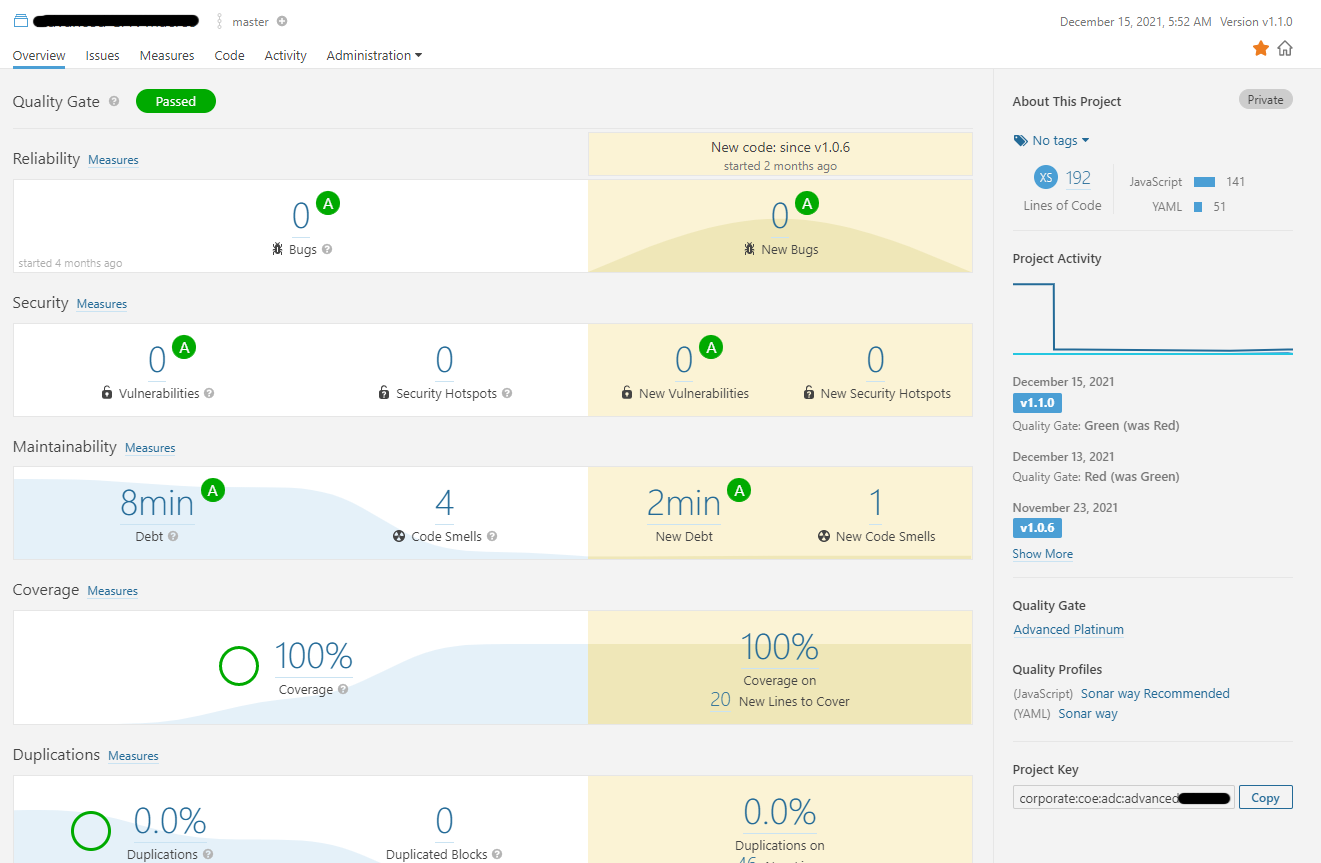 master
December 15, 2021, 5:52 AM Version v1.1.0
Overview Issues Measures Code Activity Administration
Quality Gate ? Passed
New code: since v1.0.6
started 2 months ago
Reliability Measures
0 A
Bugs ?
started 4 months ago
0 A
New Bugs
Security Measures
0 A
Vulnerabilities ?
0
Security Hotspots ?
0 A
New Vulnerabilities
0
New Security Hotspots
Maintainability Measures
8min A
Debt ?
4
Code Smells ?
2min A
New Debt
1
New Code Smells
Coverage Measures
100%
Coverage ?
100%
Coverage on
20 New Lines to Cover
Duplications Measures
0.0%
Duplications ?
0
Duplicated Blocks ?
0.0%
Duplications on
About This Project Private
No tags
XS 192
Lines of Code
JavaScript 141
YAML 51
Project Activity
December 15, 2021
v1.1.0
Quality Gate: Green (was Red)
December 13, 2021
Quality Gate: Red (was Green)
November 23, 2021
v1.0.6
Show More
Quality Gate
Advanced Platinum
Quality Profiles
(JavaScript) Sonar way Recommended
(YAML) Sonar way
Project Key
corporate:coe:adc:advanced
Copy